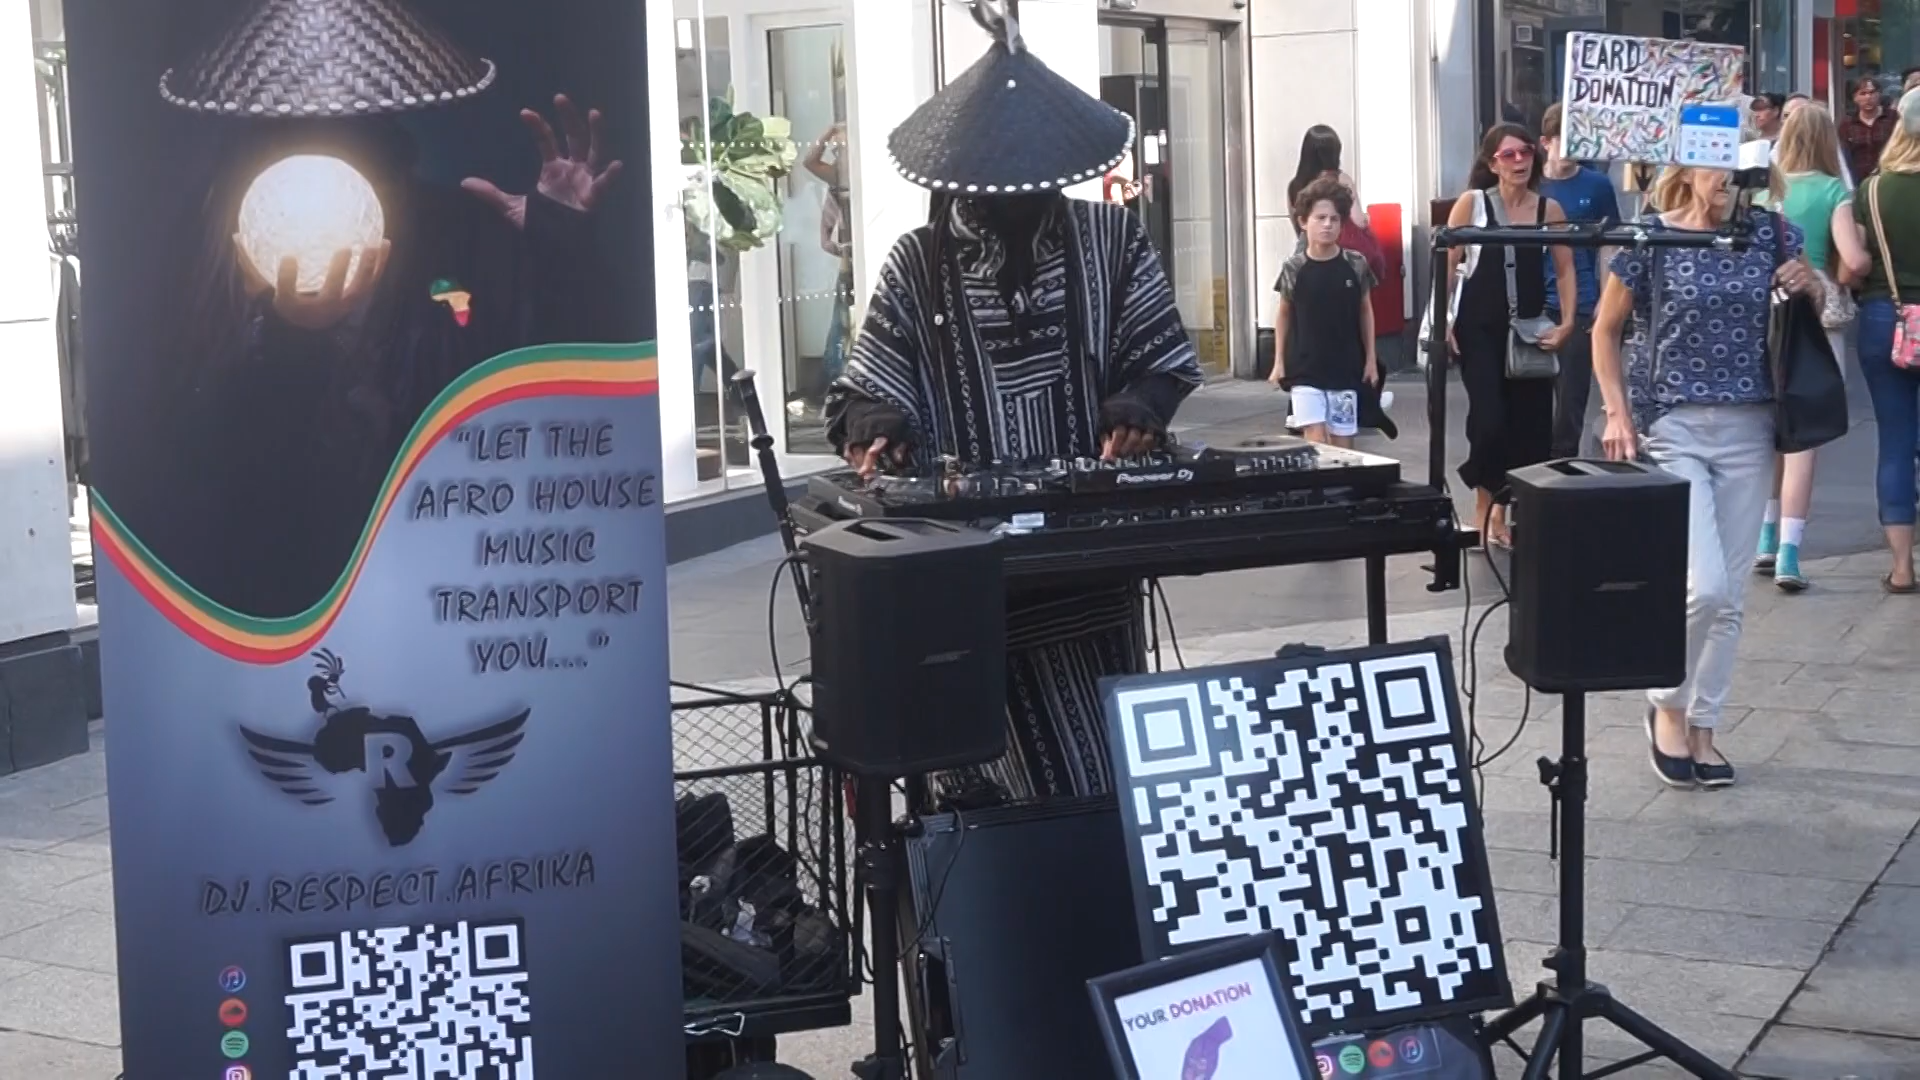 "LET THE
AFRO HOUSE
MUSIC
TRANSPORT
YOU..."
R
DJ.RESPECT.AFRIKA
CARD
DONATION
Pioneer Dj
BOSE
BOSE
YOUR DONATION